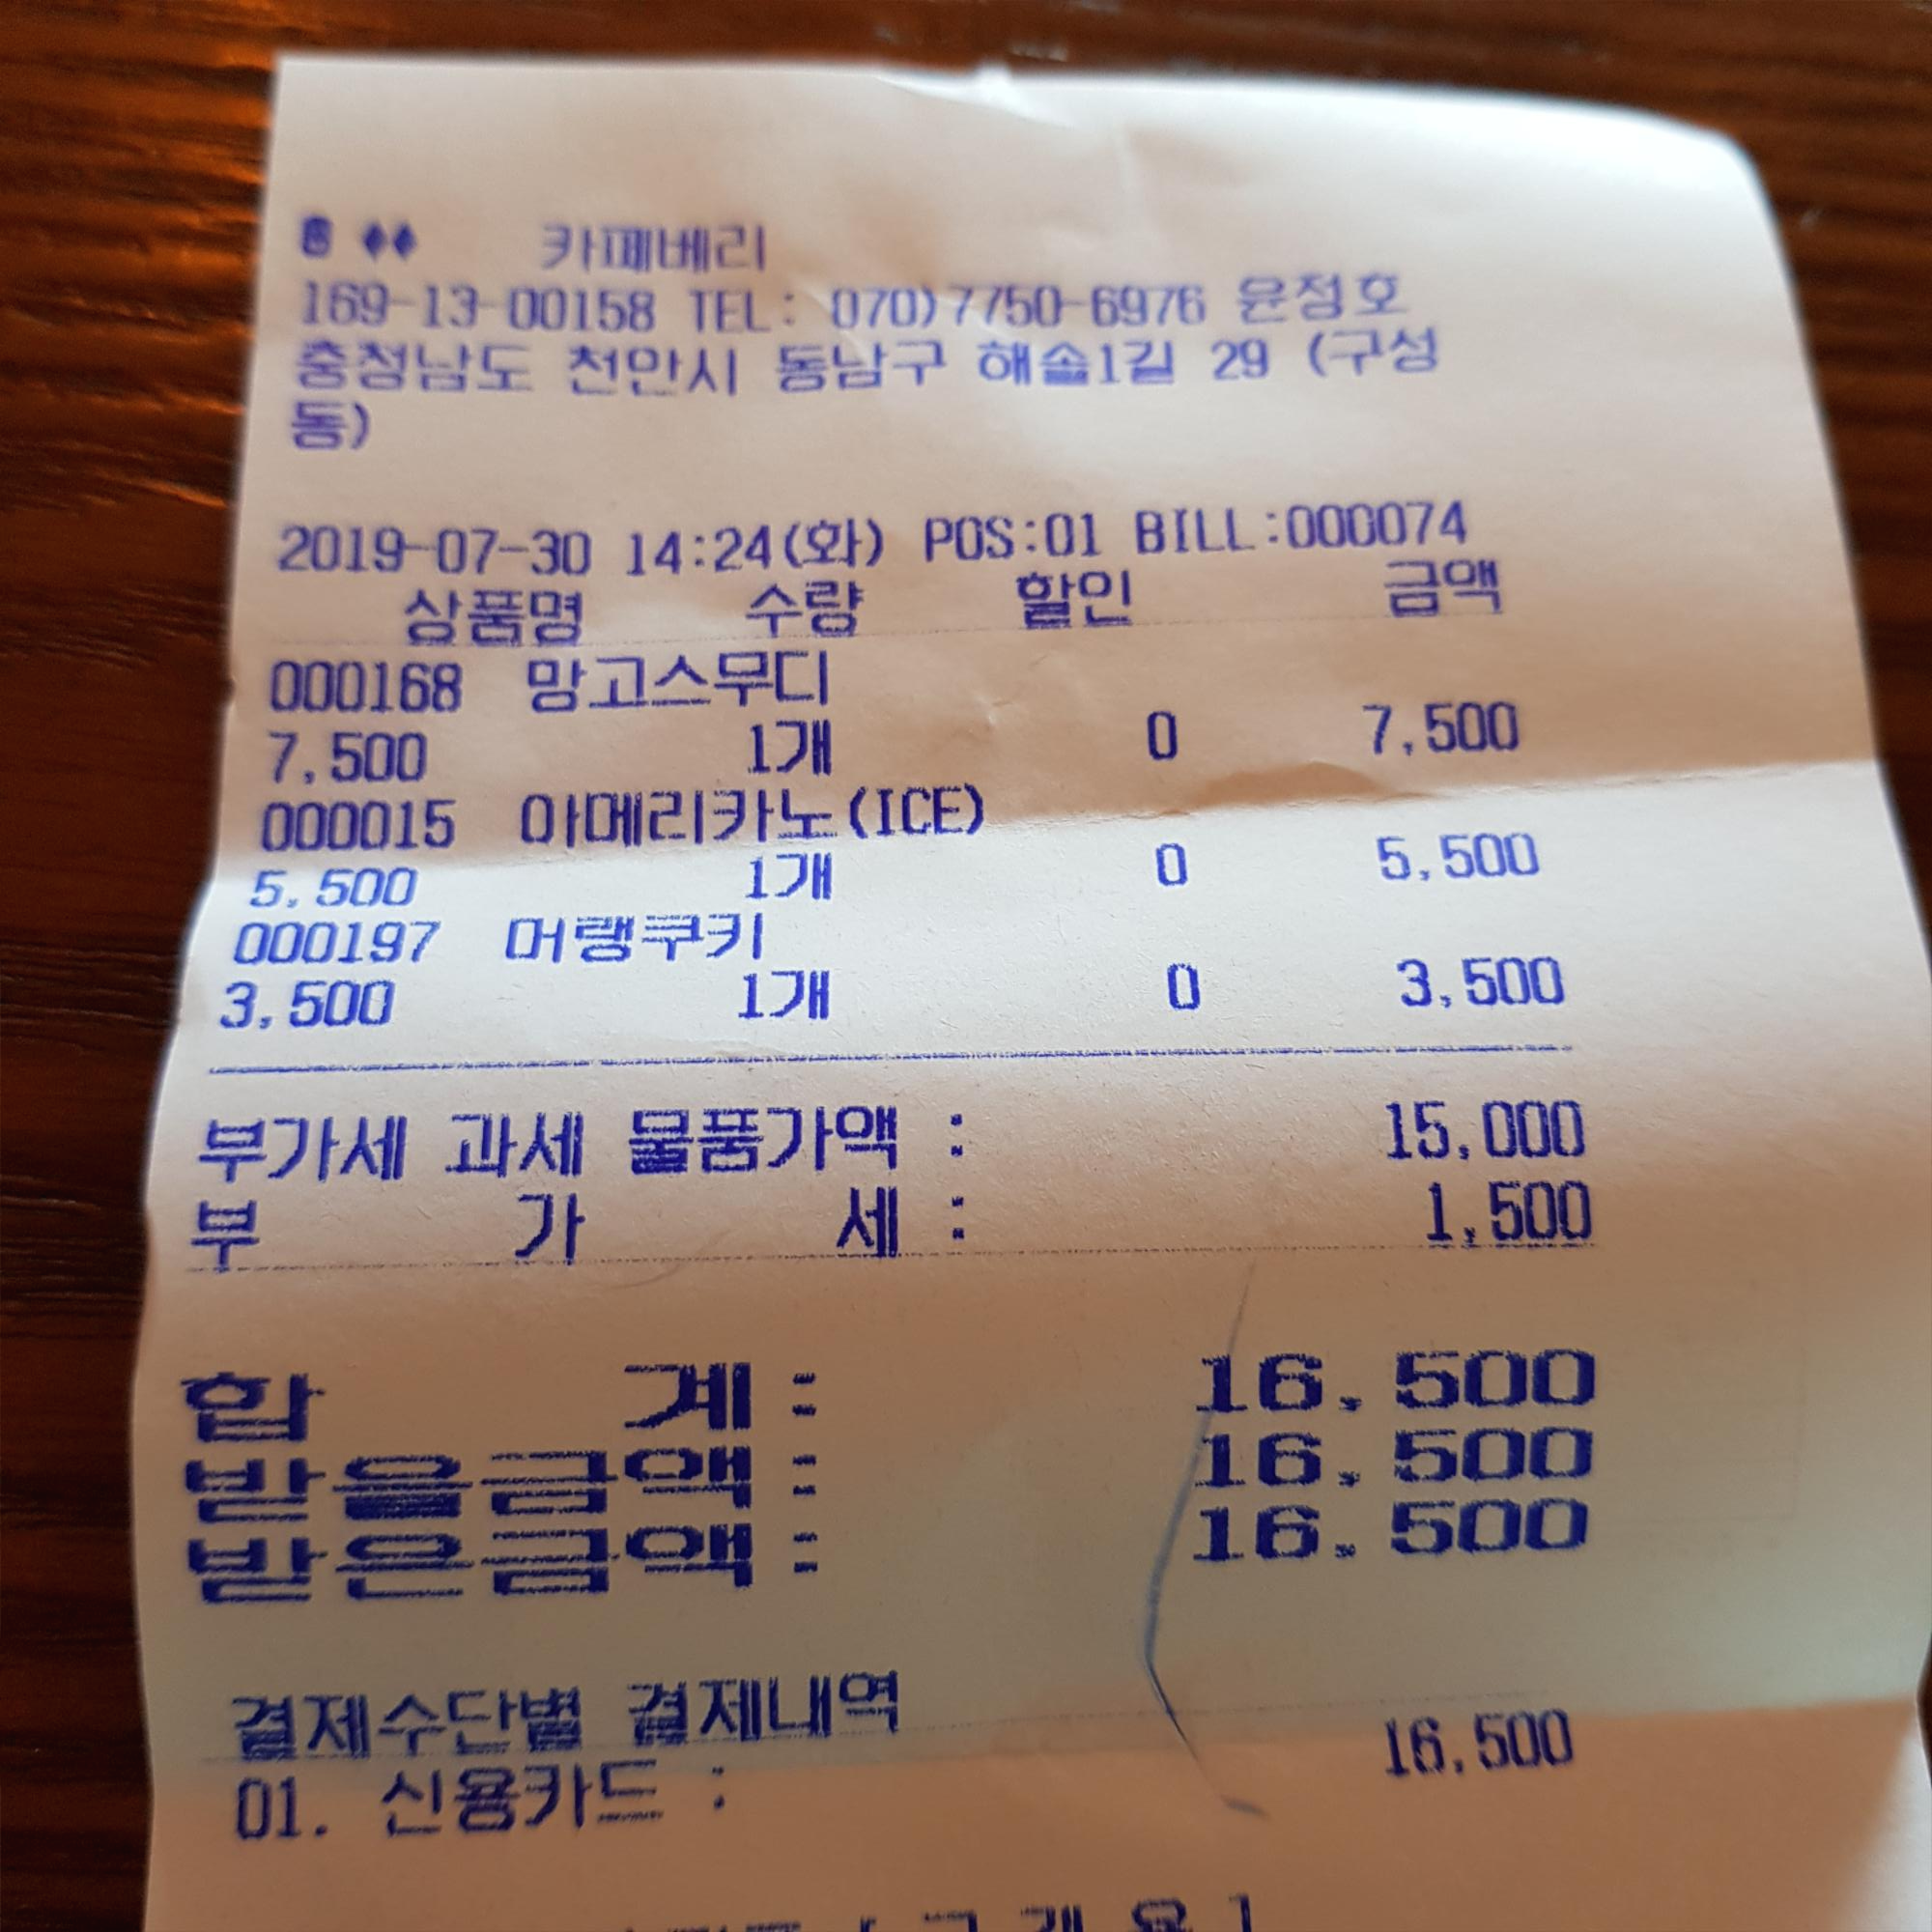 홈 ♦♦ 카페베리
169-13-00158 TEL: 070)7750-6976 윤정호
충청남도 천안시 동남구 해솔1길 29 (구성
동)
2019-07-30 14:24(화) POS:01 BILL:000074
상품명 수량 할인 금액
000168 망고스무디
7,500 1개 0 7,500
000015 아메리카노(ICE)
5,500 1개 0 5,500
000197 머랭쿠키
3,500 1개 0 3,500
부가세 과세 물품가액 : 15,000
부 가 세 : 1,500
합 계 : 16,500
받을금액 : 16,500
받은금액 : 16,500
결제수단별 결제내역
01. 신용카드 : 16,500
[고객용]